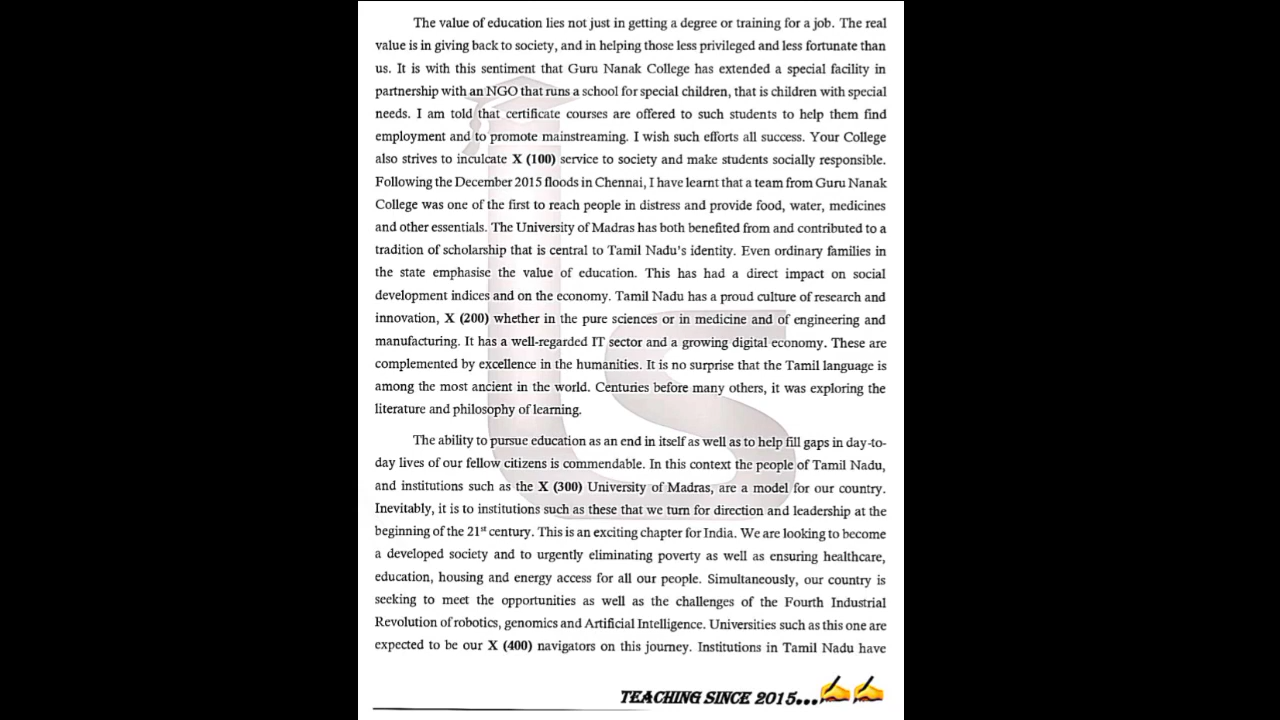 The value of education lies not just in getting a degree or training for a job. The real
value is in giving back to society, and in helping those less privileged and less fortunate than
us. It is with this sentiment that Guru Nanak College has extended a special facility in
partnership with an NGO that runs a school for special children, that is children with special
needs. I am told that certificate courses are offered to such students to help them find
employment and to promote mainstreaming. I wish such efforts all success. Your College
also strives to inculcate X (100) service to society and make students socially responsible.
Following the December 2015 floods in Chennai, I have learnt that a team from Guru Nanak
College was one of the first to reach people in distress and provide food, water, medicines
and other essentials. The University of Madras has both benefited from and contributed to a
tradition of scholarship that is central to Tamil Nadu's identity. Even ordinary families in
the state emphasise the value of education. This has had a direct impact on social
development indices and on the economy. Tamil Nadu has a proud culture of research and
innovation, X (200) whether in the pure sciences or in medicine and of engineering and
manufacturing. It has a well-regarded IT sector and a growing digital economy. These are
complemented by excellence in the humanities. It is no surprise that the Tamil language is
among the most ancient in the world. Centuries before many others, it was exploring the
literature and philosophy of learning.
The ability to pursue education as an end in itself as well as to help fill gaps in day-to-
day lives of our fellow citizens is commendable. In this context the people of Tamil Nadu,
and institutions such as the X (300) University of Madras, are a model for our country.
Inevitably, it is to institutions such as these that we turn for direction and leadership at the
beginning of the 21st century. This is an exciting chapter for India. We are looking to become
a developed society and to urgently eliminating poverty as well as ensuring healthcare,
education, housing and energy access for all our people. Simultaneously, our country is
seeking to meet the opportunities as well as the challenges of the Fourth Industrial
Revolution of robotics, genomics and Artificial Intelligence. Universities such as this one are
expected to be our X (400) navigators on this journey. Institutions in Tamil Nadu have
TEACHING SINCE 2015...✍✍